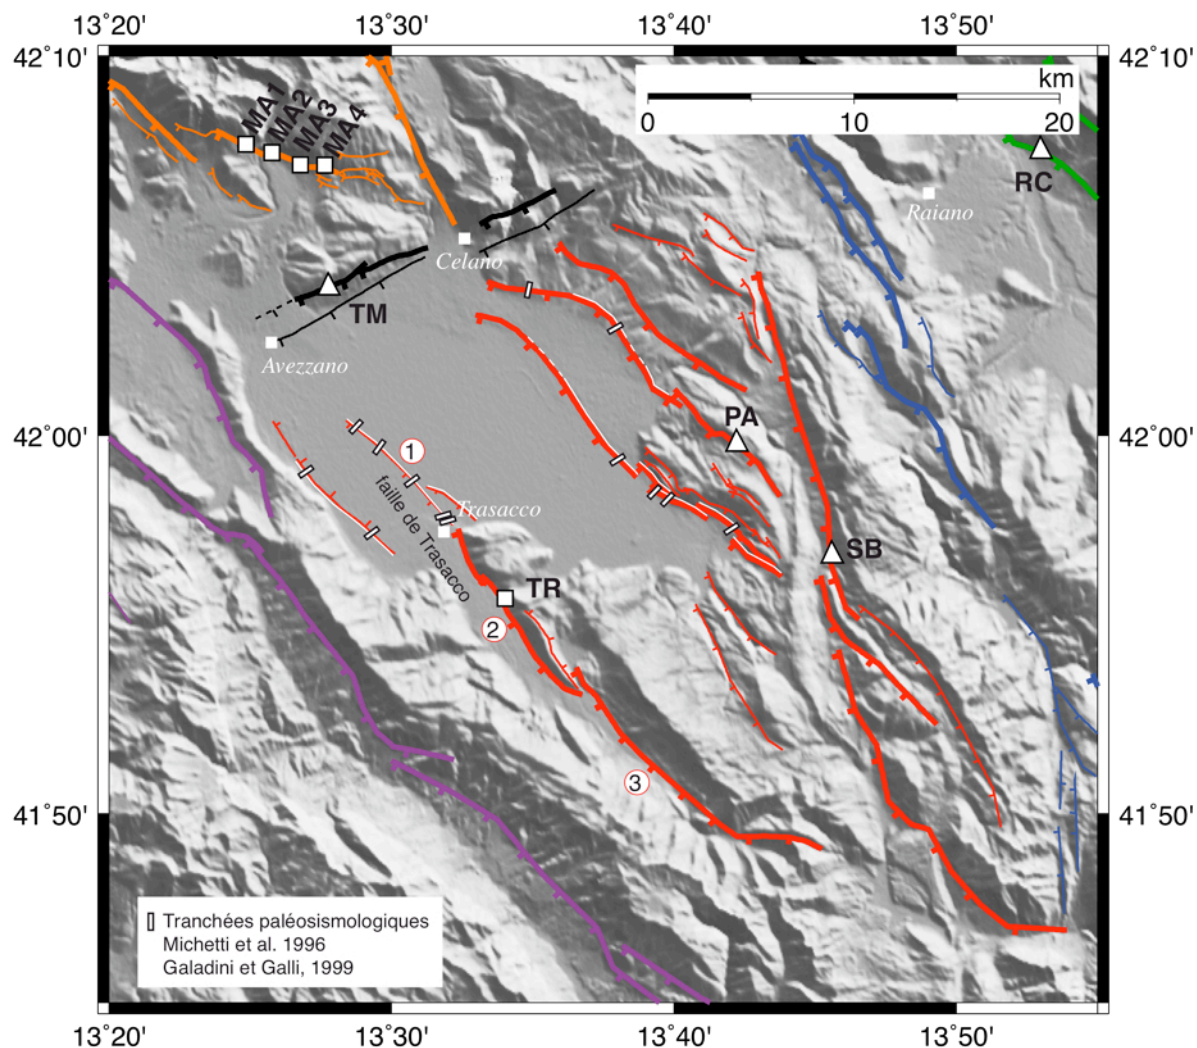 13˚20' 13˚30' 13˚40' 13˚50'
42˚10' 42˚10'
km
0 10 20
MA1
MA2
MA3
MA4
RC
Raiano
Celano
TM
Avezzano
PA
42˚00' 42˚00'
1
Trasacco
faille de Trasacco
SB
TR
2
3
41˚50' 41˚50'
Tranchées paléosismologiques
Michetti et al. 1996
Galadini et Galli, 1999
13˚20' 13˚30' 13˚40' 13˚50'